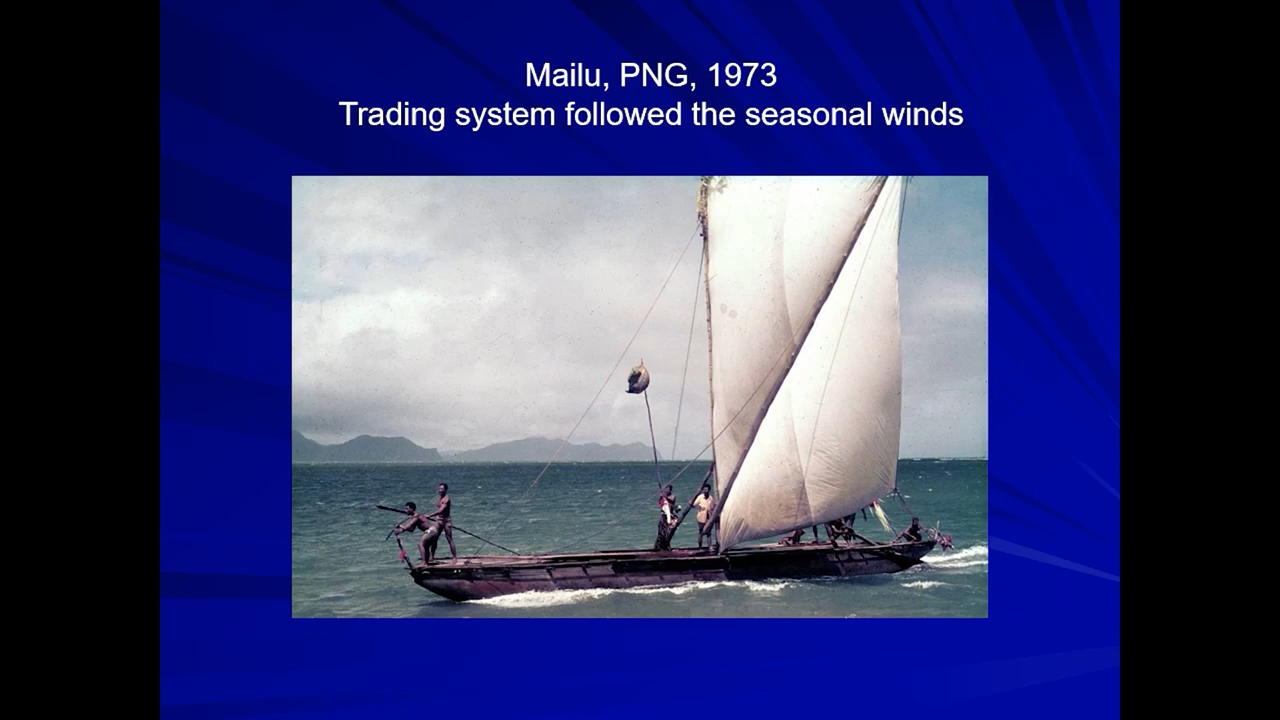 Mailu, PNG, 1973
Trading system followed the seasonal winds